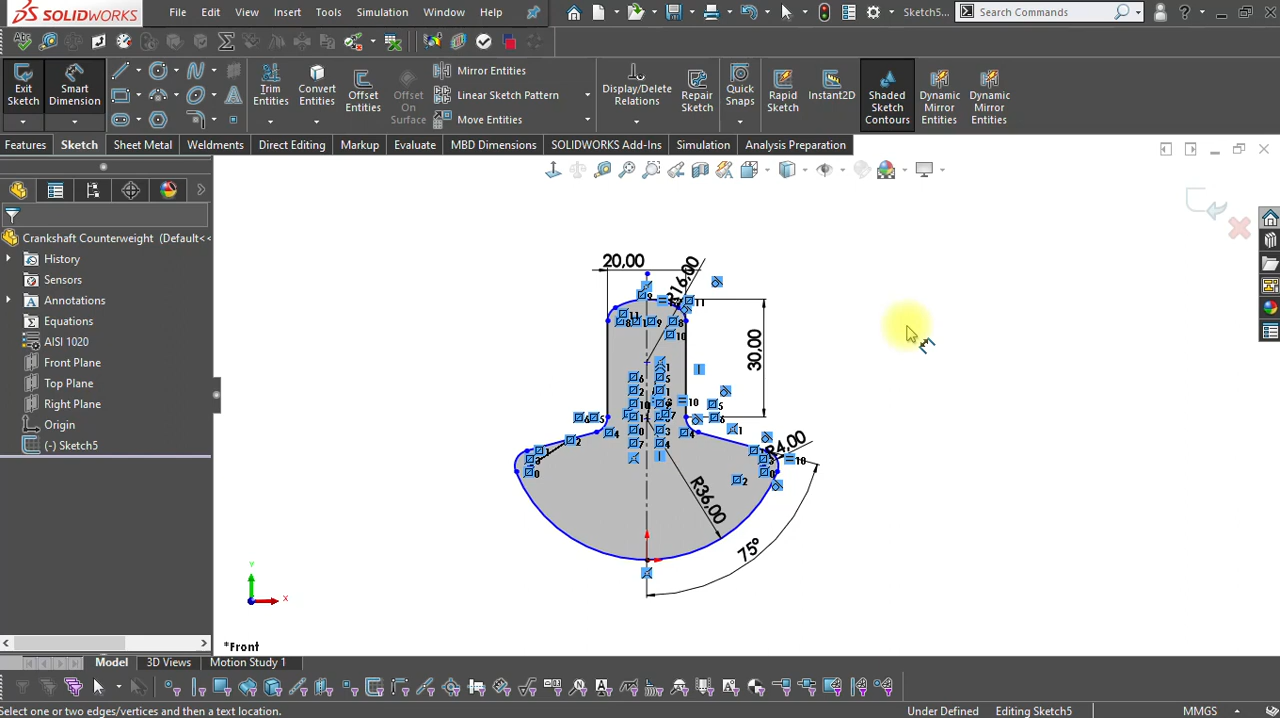 SOLIDWORKS File Edit View Insert Tools Simulation Window Help Sketch5... Search Commands
Exit Sketch
Smart Dimension
Trim Entities
Convert Entities
Offset Entities
Offset On Surface
Mirror Entities
Linear Sketch Pattern
Move Entities
Display/Delete Relations
Repair Sketch
Quick Snaps
Rapid Sketch
Instant2D
Shaded Sketch Contours
Dynamic Mirror Entities
Dynamic Mirror Entities
Features Sketch Sheet Metal Weldments Direct Editing Markup Evaluate MBD Dimensions SOLIDWORKS Add-Ins Simulation Analysis Preparation
Crankshaft Counterweight (Default<<
History
Sensors
Annotations
Equations
AISI 1020
Front Plane
Top Plane
Right Plane
Origin
(-) Sketch5
20,00
R16,00
30,00
R4,00
R36,00
75°
Y
X
*Front
Model 3D Views Motion Study 1
Select one or two edges/vertices and then a text location. Under Defined Editing Sketch5 MMGS